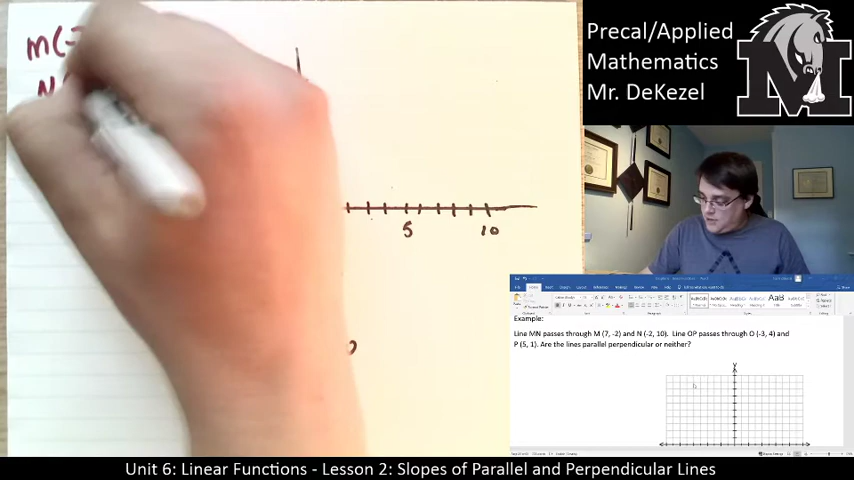 m(-
N
5
10
Precal/Applied
Mathematics
Mr. DeKezel
M
Example:
Line MN passes through M (7, -2) and N (-2, 10). Line OP passes through O (-3, 4) and
P (5, 1). Are the lines parallel perpendicular or neither?
Y
Unit 6: Linear Functions - Lesson 2: Slopes of Parallel and Perpendicular Lines